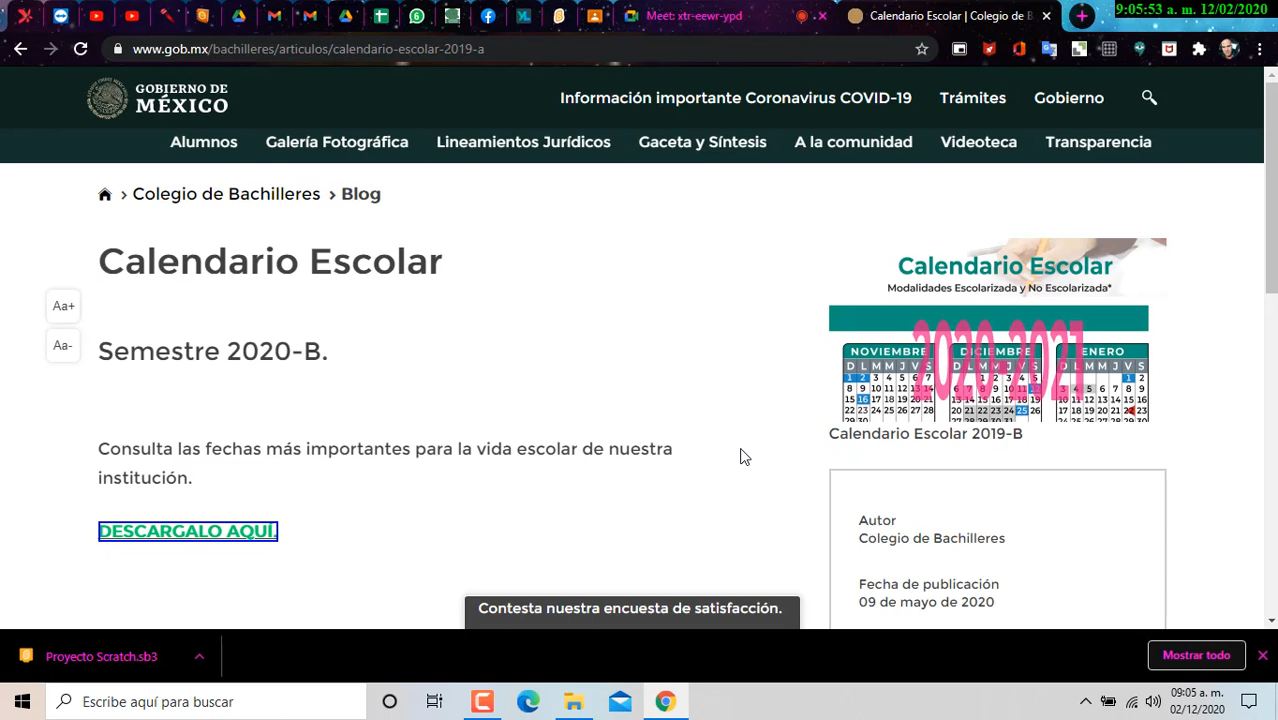 9:05:53 a. m. 12/02/2020
Meet: xtr-eewr-ypd
Calendario Escolar | Colegio de B
www.gob.mx/bachilleres/articulos/calendario-escolar-2019-a
GOBIERNO DE
MÉXICO
Información importante Coronavirus COVID-19
Trámites
Gobierno
Alumnos
Galería Fotográfica
Lineamientos Jurídicos
Gaceta y Síntesis
A la comunidad
Videoteca
Transparencia
> Colegio de Bachilleres > Blog
Calendario Escolar
Aa+
Aa-
Semestre 2020-B.
Consulta las fechas más importantes para la vida escolar de nuestra
institución.
DESCARGALO AQUÍ.
Calendario Escolar
Modalidades Escolarizada y No Escolarizada*
2020-2021
NOVIEMBRE
DICIEMBRE
ENERO
Calendario Escolar 2019-B
Autor
Colegio de Bachilleres
Fecha de publicación
09 de mayo de 2020
Contesta nuestra encuesta de satisfacción.
Proyecto Scratch.sb3
Mostrar todo
Escribe aquí para buscar
09:05 a. m.
02/12/2020